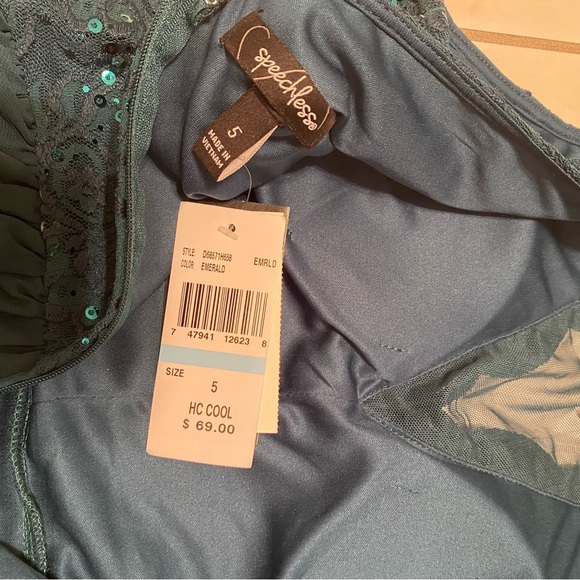 speechless®
5
MADE IN
VIETNAM
STYLE: D68571H658
COLOR: EMERALD EMRLD
7 47941 12623 8
SIZE
5
HC COOL
$ 69.00